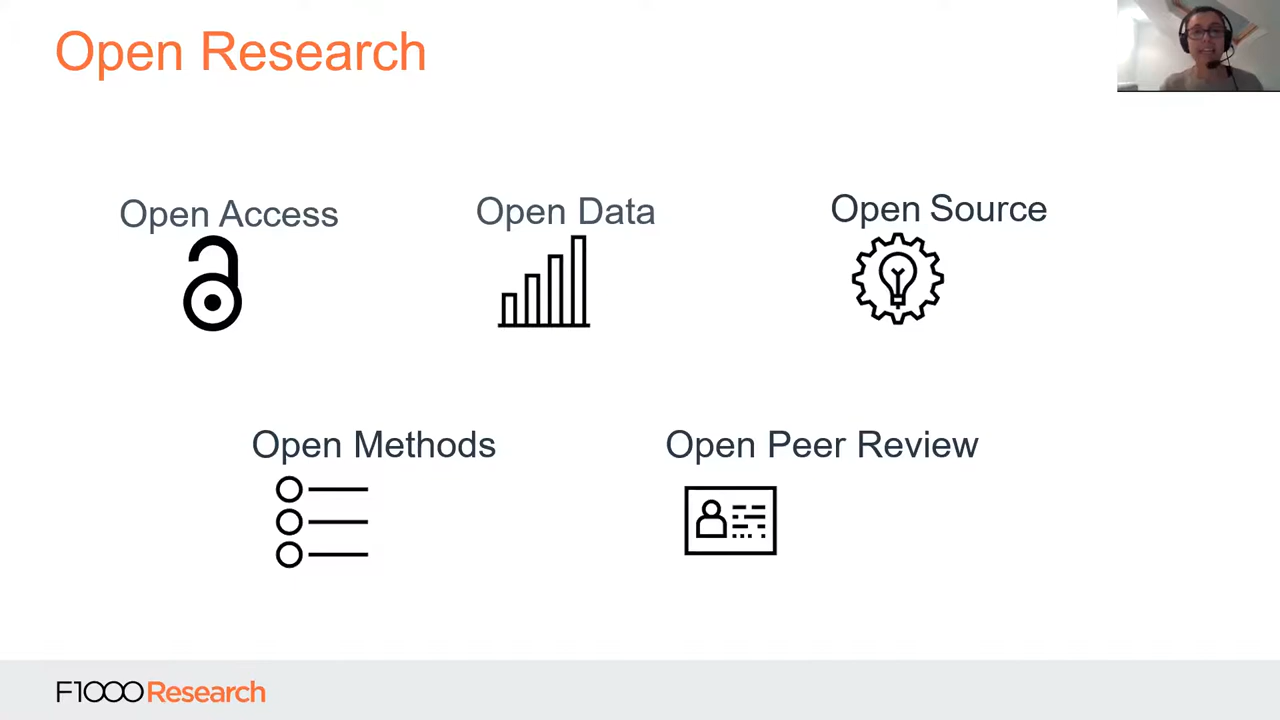 Open Research
Open Access
Open Data
Open Source
Open Methods
Open Peer Review
F1000Research